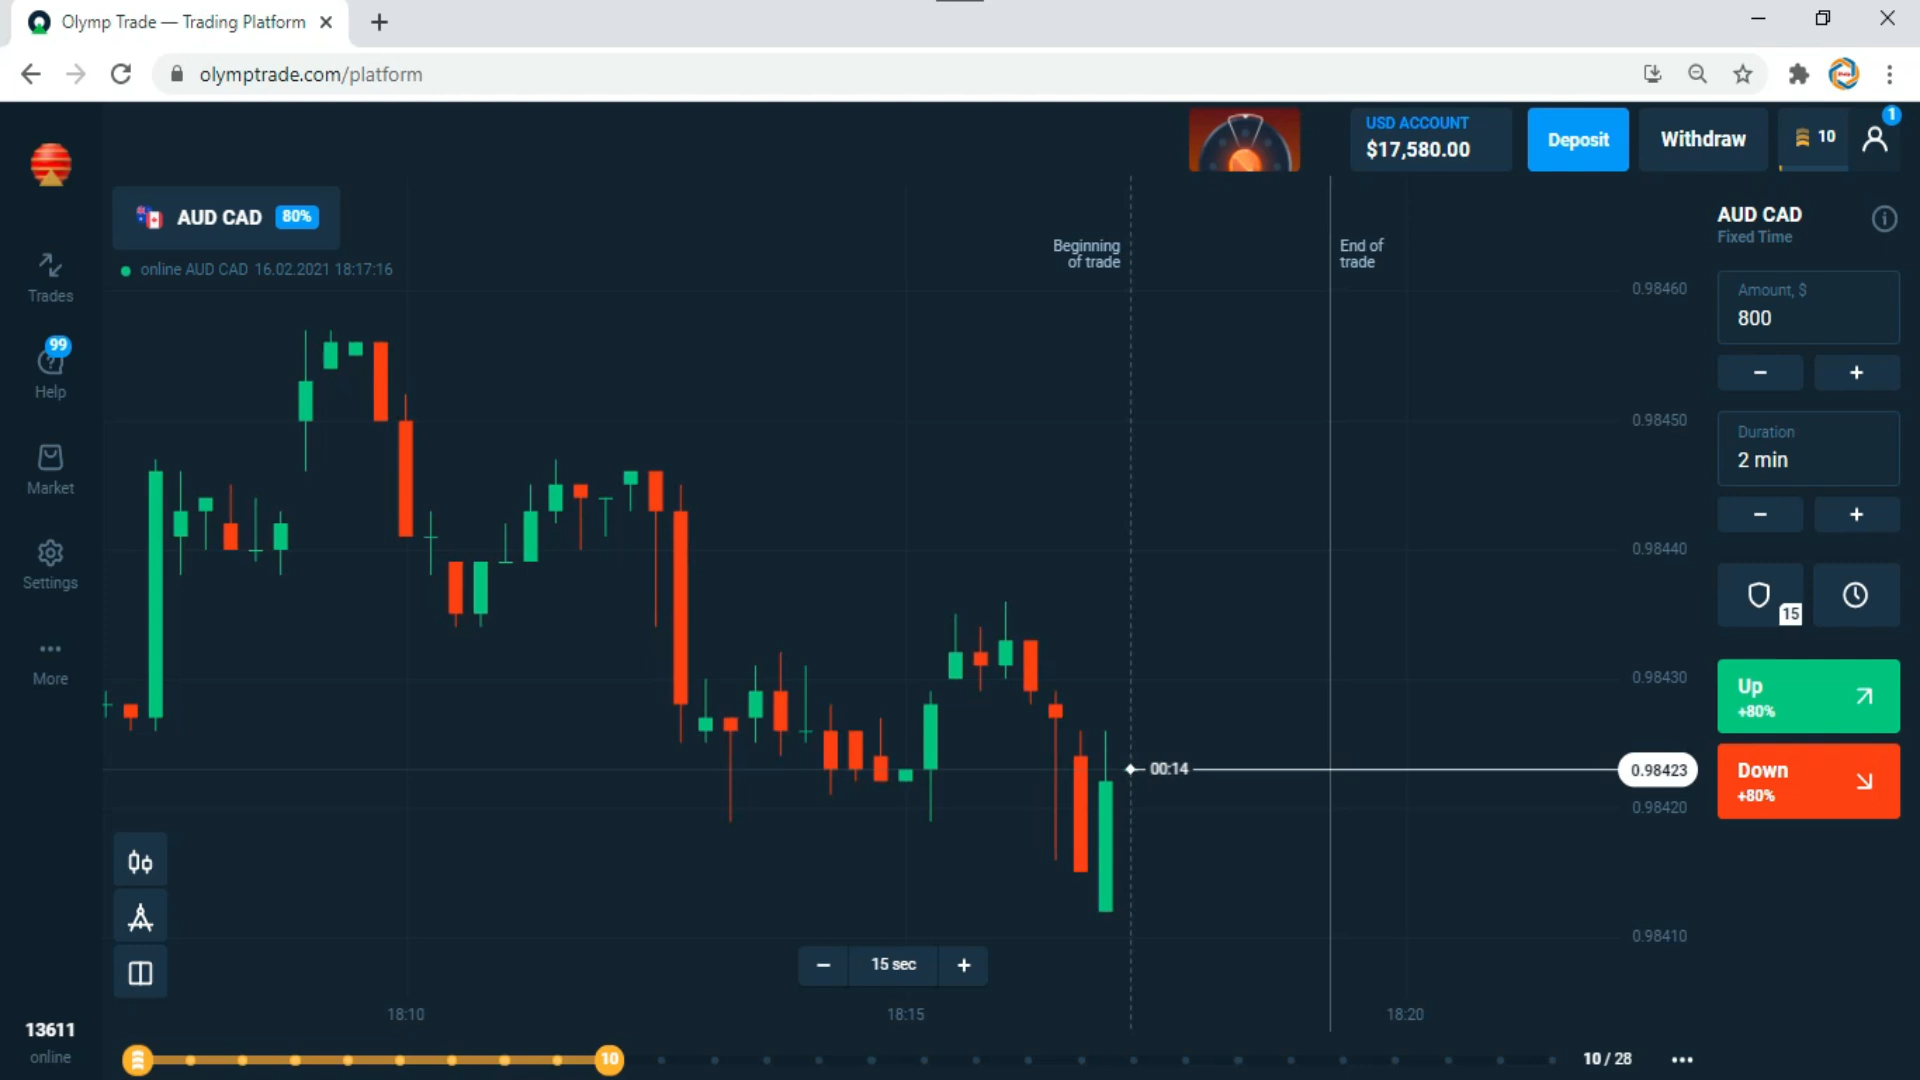 Olymp Trade — Trading Platform
olymptrade.com/platform
USD ACCOUNT
$17,580.00
Deposit
Withdraw
10
1
AUD CAD 80%
online AUD CAD 16.02.2021 18:17:16
Beginning
of trade
End of
trade
AUD CAD
Fixed Time
Amount, $
800
−
+
Duration
2 min
−
+
15
Up
+80%
Down
+80%
Trades
99
Help
Market
Settings
More
0.98460
0.98450
0.98440
0.98430
00:14
0.98423
0.98420
0.98410
− 15 sec +
18:10
18:15
18:20
13611
online
10
10 / 28